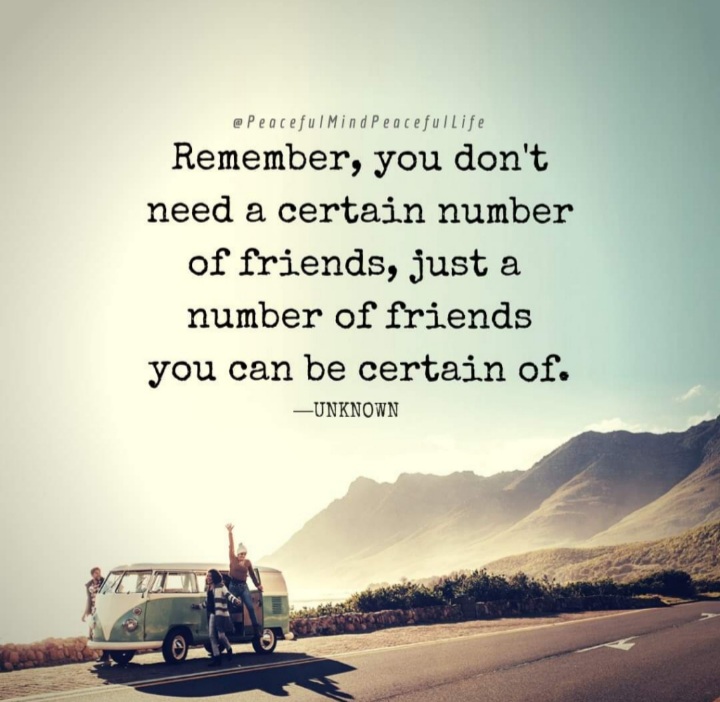 @PeacefulMindPeacefulLife
Remember, you don't
need a certain number
of friends, just a
number of friends
you can be certain of.
—UNKNOWN